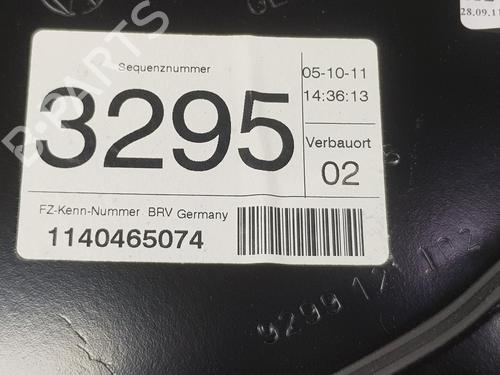 28.09.11
Sequenznummer
3295
05-10-11
14:36:13
Verbauort
02
FZ-Kenn-Nummer BRV Germany
1140465074
B-PARTS